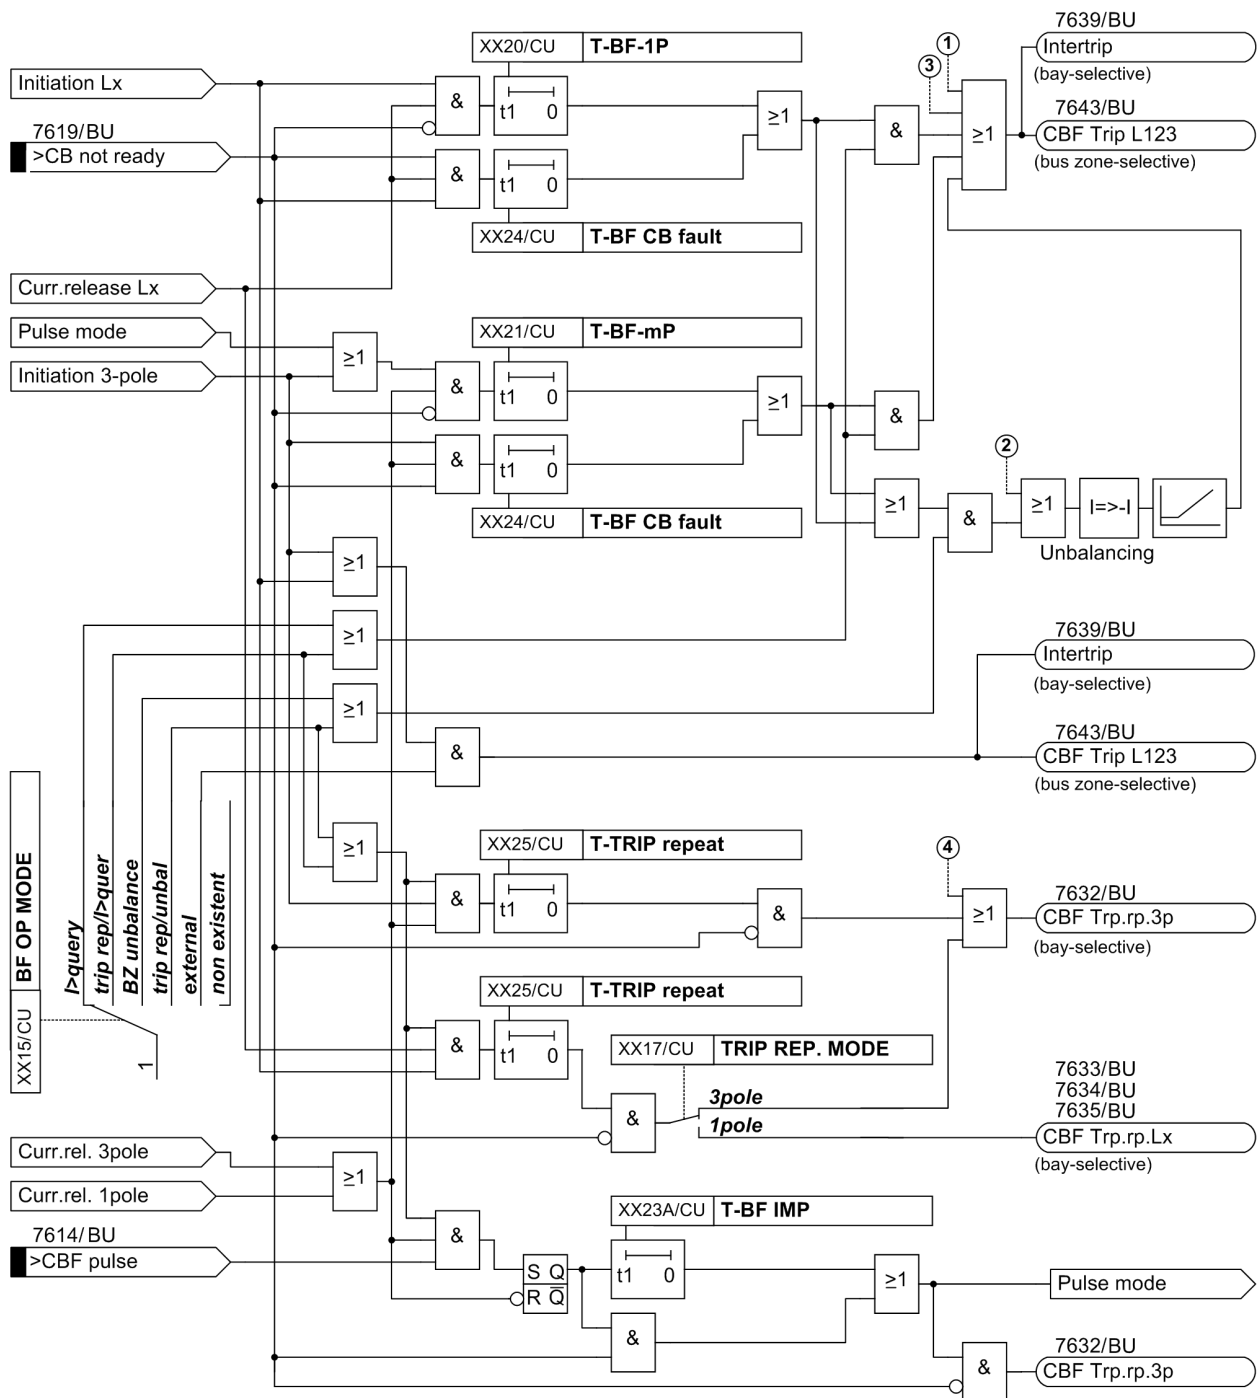 7639/BU
XX20/CU T-BF-1P
1
Intertrip
3
(bay-selective)
Initiation Lx
&
t1 0
≥1
7643/BU
7619/BU
&
≥1
CBF Trip L123
>CB not ready
(bus zone-selective)
&
t1 0
XX24/CU T-BF CB fault
Curr.release Lx
Pulse mode
XX21/CU T-BF-mP
≥1
Initiation 3-pole
&
t1 0
≥1
&
2
&
t1 0
≥1
&
≥1
I=>-I
XX24/CU T-BF CB fault
Unbalancing
≥1
≥1
7639/BU
Intertrip
(bay-selective)
≥1
7643/BU
&
CBF Trip L123
(bus zone-selective)
BF OP MODE
XX15/CU
I>query
trip rep/I>quer
BZ unbalance
trip rep/unbal
external
non existent
1
≥1
XX25/CU T-TRIP repeat
4
7632/BU
&
t1 0
&
≥1
CBF Trp.rp.3p
(bay-selective)
XX25/CU T-TRIP repeat
&
t1 0
XX17/CU TRIP REP. MODE
7633/BU
7634/BU
7635/BU
3pole
&
1pole
CBF Trp.rp.Lx
(bay-selective)
Curr.rel. 3pole
≥1
Curr.rel. 1pole
XX23A/CU T-BF IMP
7614/BU
&
>CBF pulse
S Q
R Q̅
t1 0
≥1
Pulse mode
&
7632/BU
&
CBF Trp.rp.3p